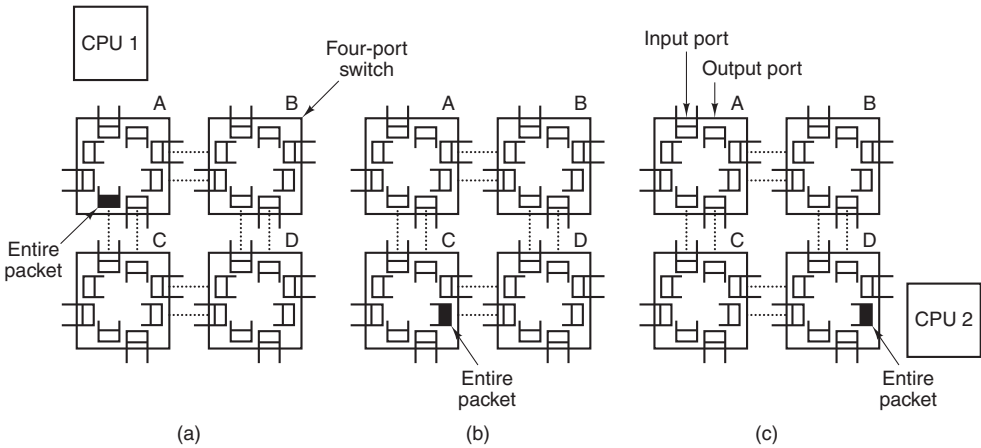 CPU 1
Four-port
switch
A
B
C
D
Entire
packet
(a)
A
B
C
D
Entire
packet
(b)
Input port
Output port
A
B
C
D
CPU 2
Entire
packet
(c)